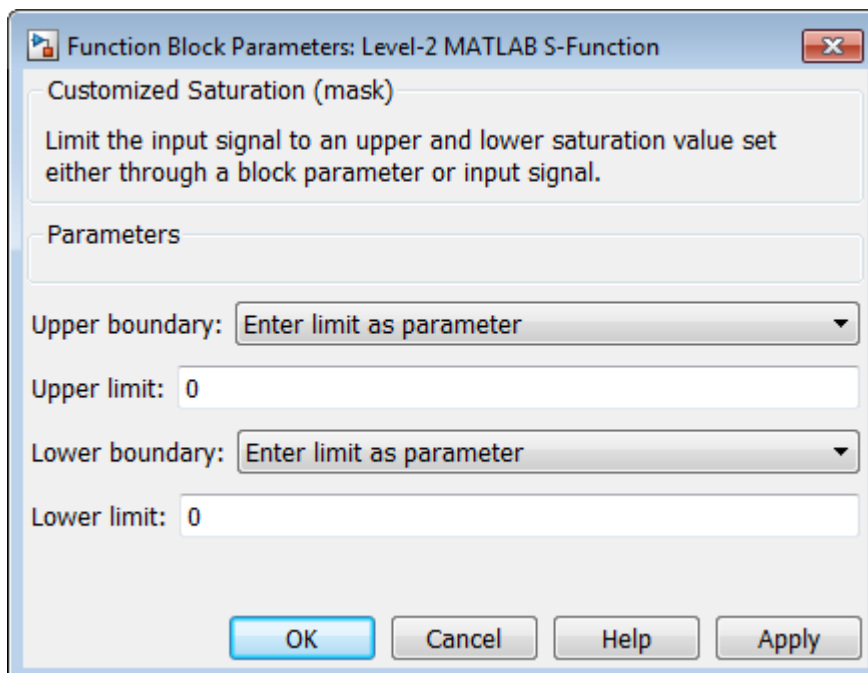 Function Block Parameters: Level-2 MATLAB S-Function
Customized Saturation (mask)
Limit the input signal to an upper and lower saturation value set
either through a block parameter or input signal.
Parameters
Upper boundary: Enter limit as parameter
Upper limit: 0
Lower boundary: Enter limit as parameter
Lower limit: 0
OK Cancel Help Apply